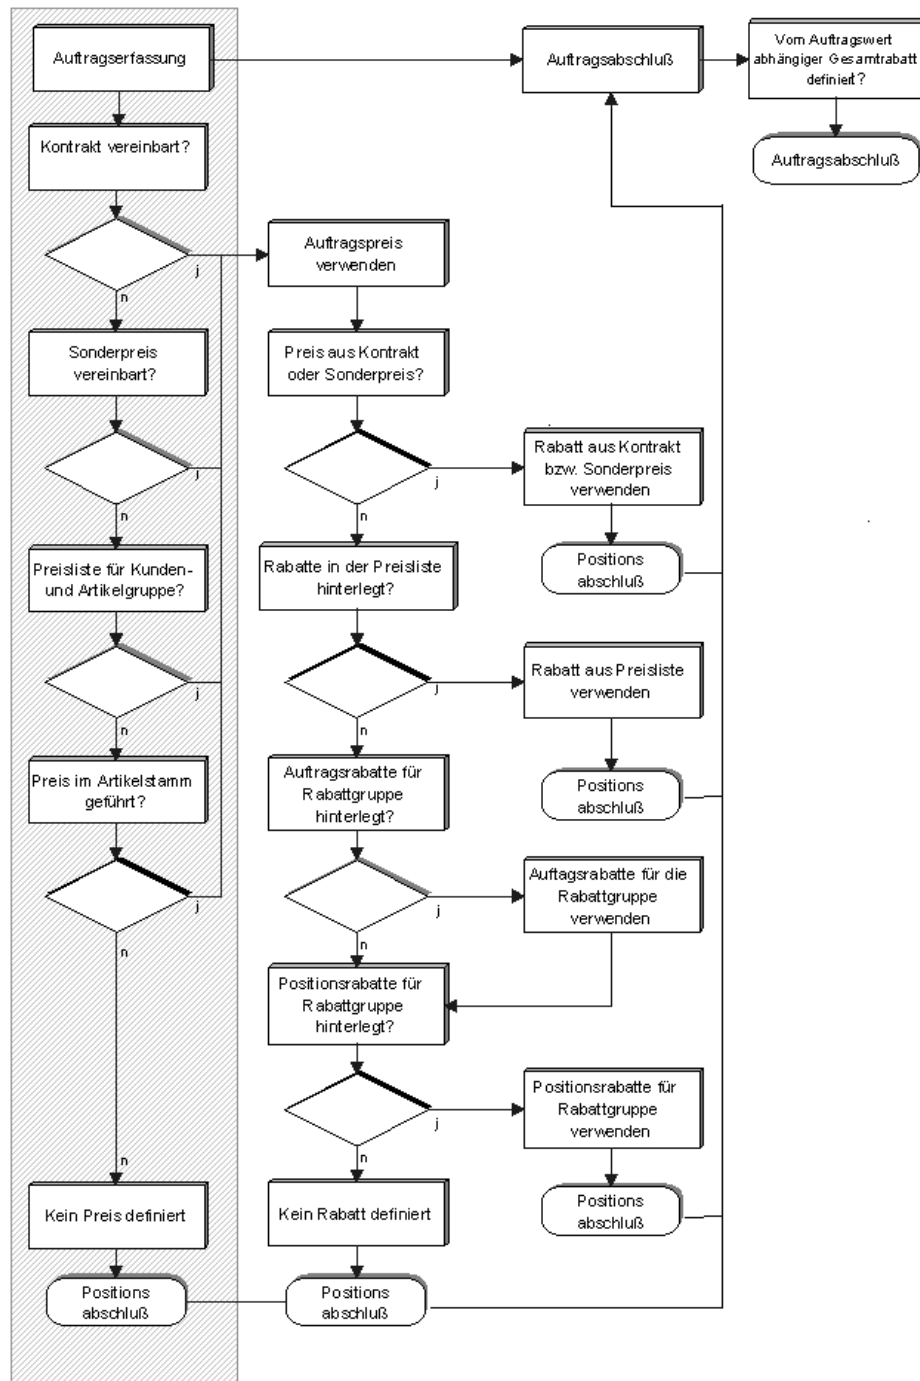 Auftragserfassung
Auftragsabschluß
Vom Auftragswert
abhängiger Gesamtrabatt
definiert?
Auftragsabschluß
Kontrakt vereinbart?
j
n
Auftragspreis
verwenden
Sonderpreis
vereinbart?
j
n
Preis aus Kontrakt
oder Sonderpreis?
j
n
Rabatt aus Kontrakt
bzw. Sonderpreis
verwenden
Positions
abschluß
Preisliste für Kunden-
und Artikelgruppe?
j
n
Rabatte in der Preisliste
hinterlegt?
j
n
Rabatt aus Preisliste
verwenden
Positions
abschluß
Preis im Artikelstamm
geführt?
j
n
n
Auftragsrabatte für
Rabattgruppe
hinterlegt?
j
n
Auftagsrabatte für die
Rabattgruppe
verwenden
Positionsrabatte für
Rabattgruppe
hinterlegt?
j
n
Positionsrabatte für
Rabattgruppe
verwenden
Positions
abschluß
Kein Preis definiert
Kein Rabatt definiert
Positions
abschluß
Positions
abschluß